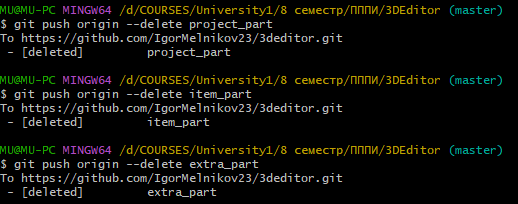 MU@MU-PC MINGW64 /d/COURSES/University1/8 семестр/ПППИ/3DEditor (master)
$ git push origin --delete project_part
To https://github.com/IgorMelnikov23/3deditor.git
 - [deleted]         project_part
MU@MU-PC MINGW64 /d/COURSES/University1/8 семестр/ПППИ/3DEditor (master)
$ git push origin --delete item_part
To https://github.com/IgorMelnikov23/3deditor.git
 - [deleted]         item_part
MU@MU-PC MINGW64 /d/COURSES/University1/8 семестр/ПППИ/3DEditor (master)
$ git push origin --delete extra_part
To https://github.com/IgorMelnikov23/3deditor.git
 - [deleted]         extra_part